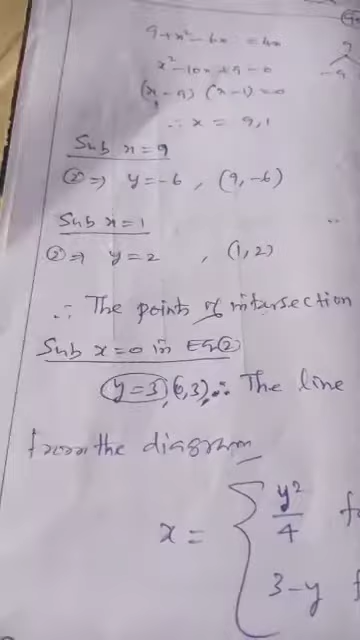 9+x²-6x = 4x
x²-10x+9=0
9
-9
(x-9) (x-1)=0
∴ x = 9,1
Sub x=9
② ⇒ y=-6 , (9,-6)
Sub x=1
② ⇒ y=2 , (1,2)
∴ The points of intersection
Sub x=0 in Eq②
y=3 (0,3) ∴ The line
from the diagram
x = { y²/4
3-y